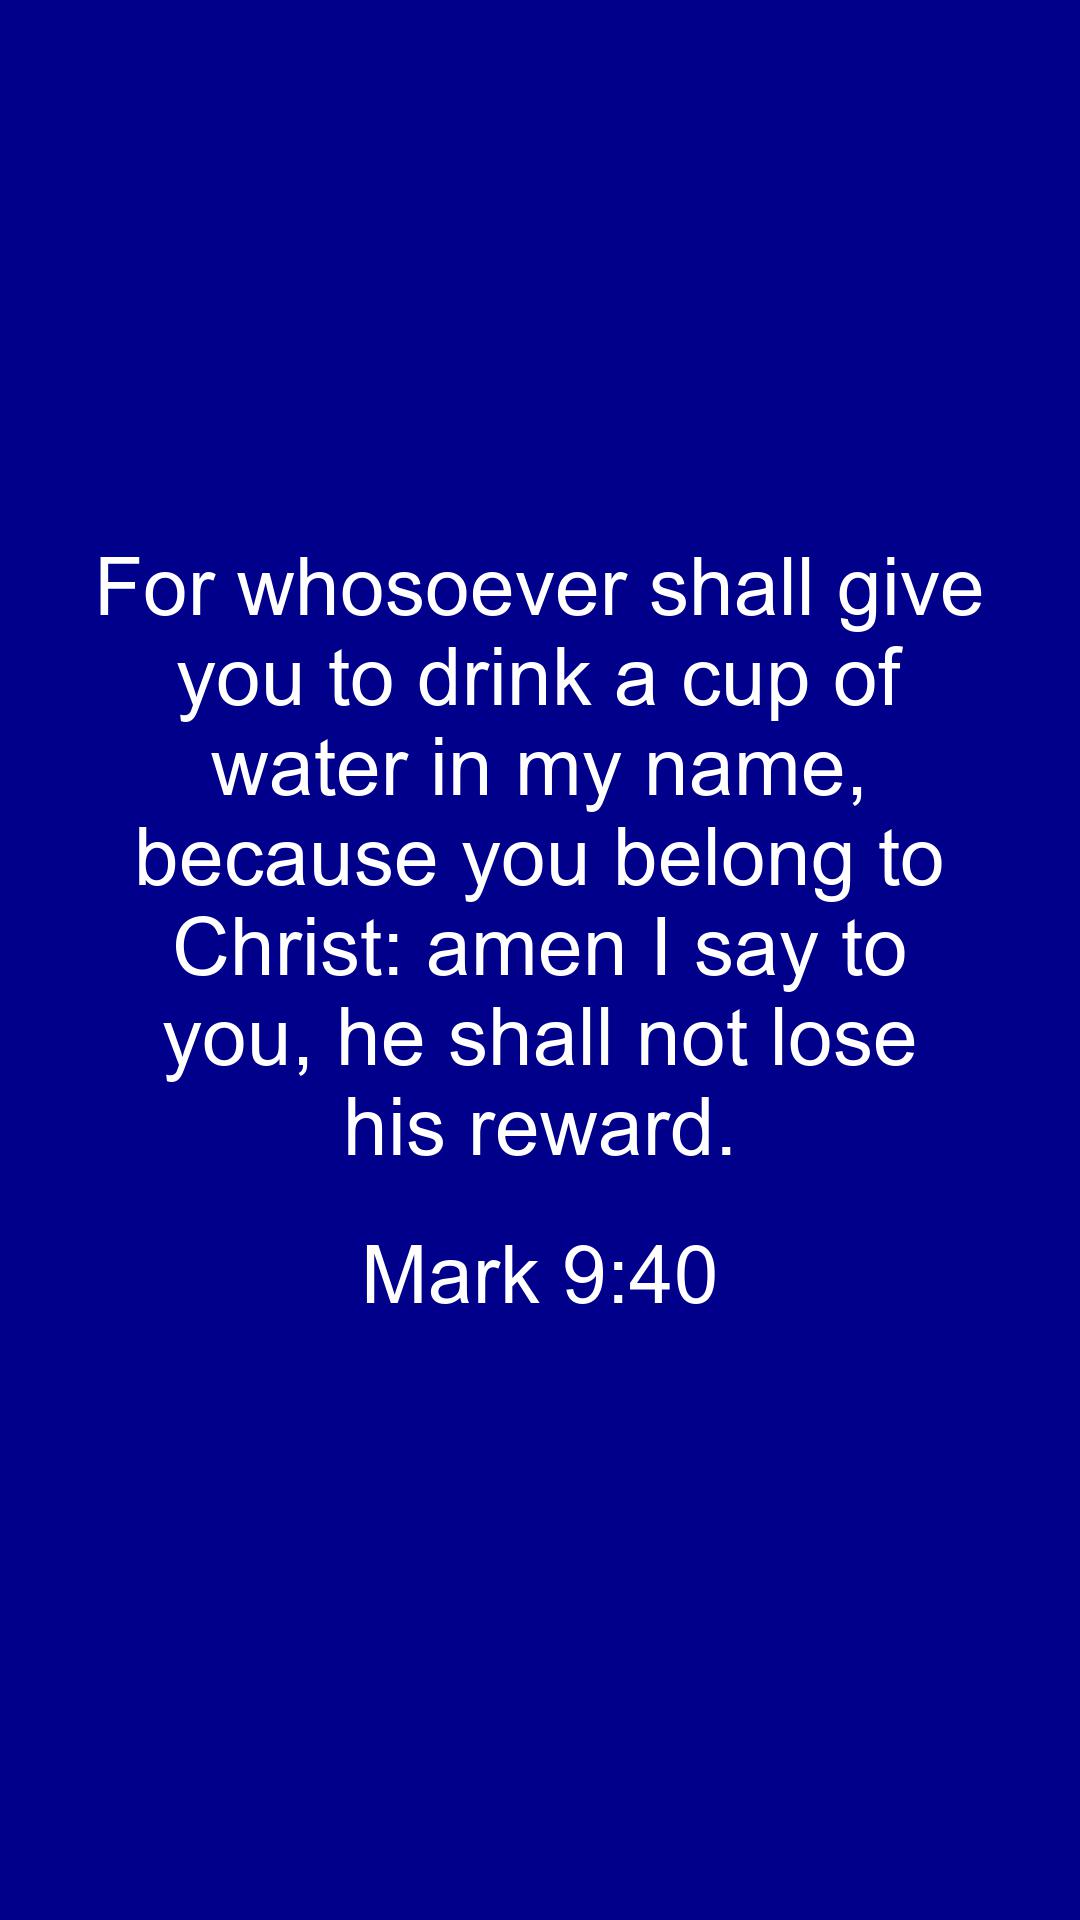 For whosoever shall give
you to drink a cup of
water in my name,
because you belong to
Christ: amen I say to
you, he shall not lose
his reward.
Mark 9:40